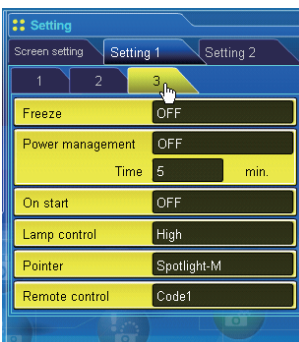 Setting
Screen setting Setting 1 Setting 2
1 2 3
Freeze OFF
Power management OFF
Time 5 min.
On start OFF
Lamp control High
Pointer Spotlight-M
Remote control Code1